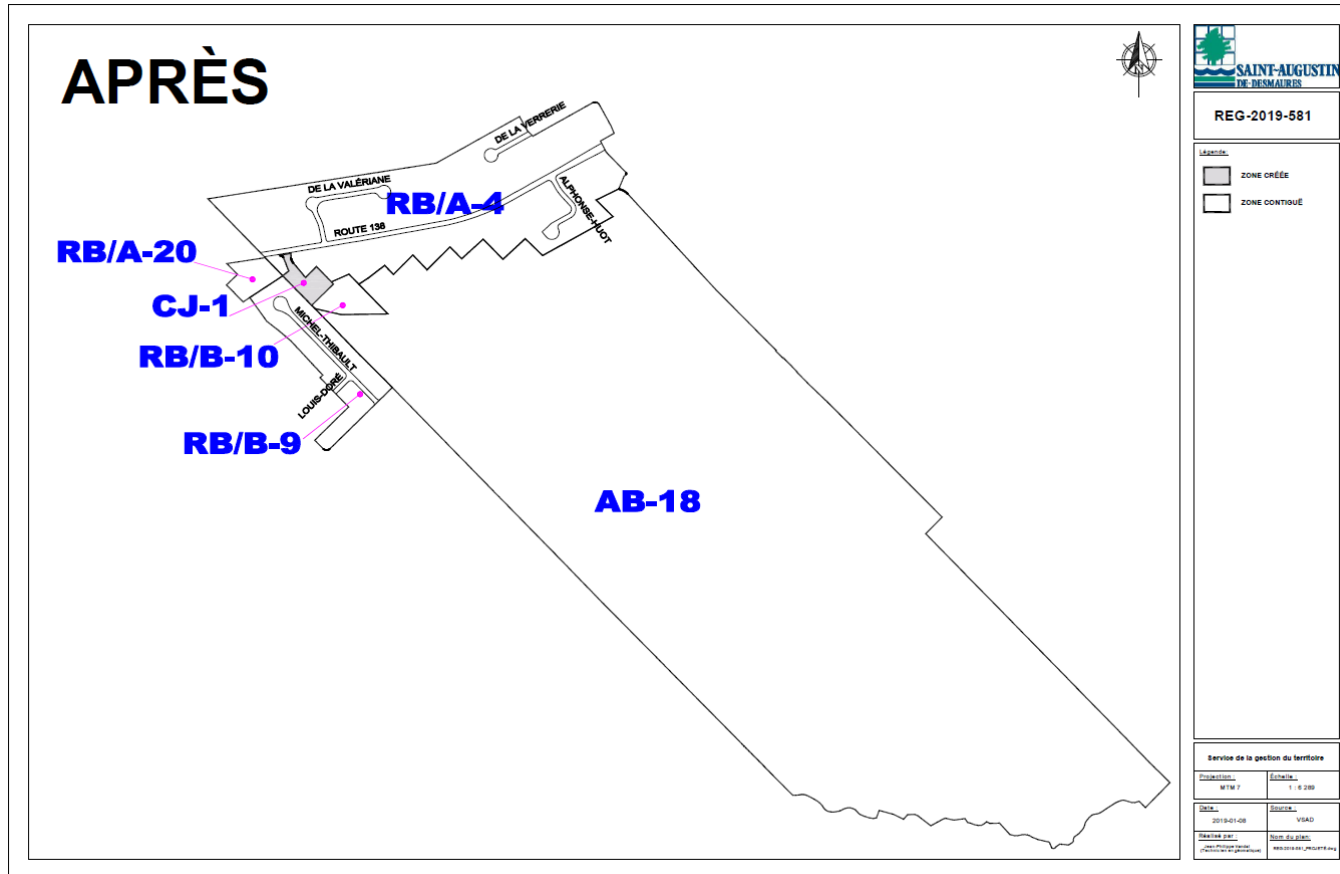 APRÈS
N
DE LA VERRERIE
DE LA VALÉRIANE
RB/A-4
ALPHONSE-HUOT
ROUTE 138
RB/A-20
CJ-1
MICHEL-THIBAULT
RB/B-10
LOUIS-DORÉ
RB/B-9
AB-18
SAINT-AUGUSTIN
DE-DESMAURES
REG-2019-581
Légende:
ZONE CRÉÉE
ZONE CONTIGUË
Service de la gestion du territoire
Projection :
MTM 7
Échelle :
1 : 6 289
Date :
2019-01-08
Source :
VSAD
Réalisé par :
(Technicien en géomatique)
Nom du plan: